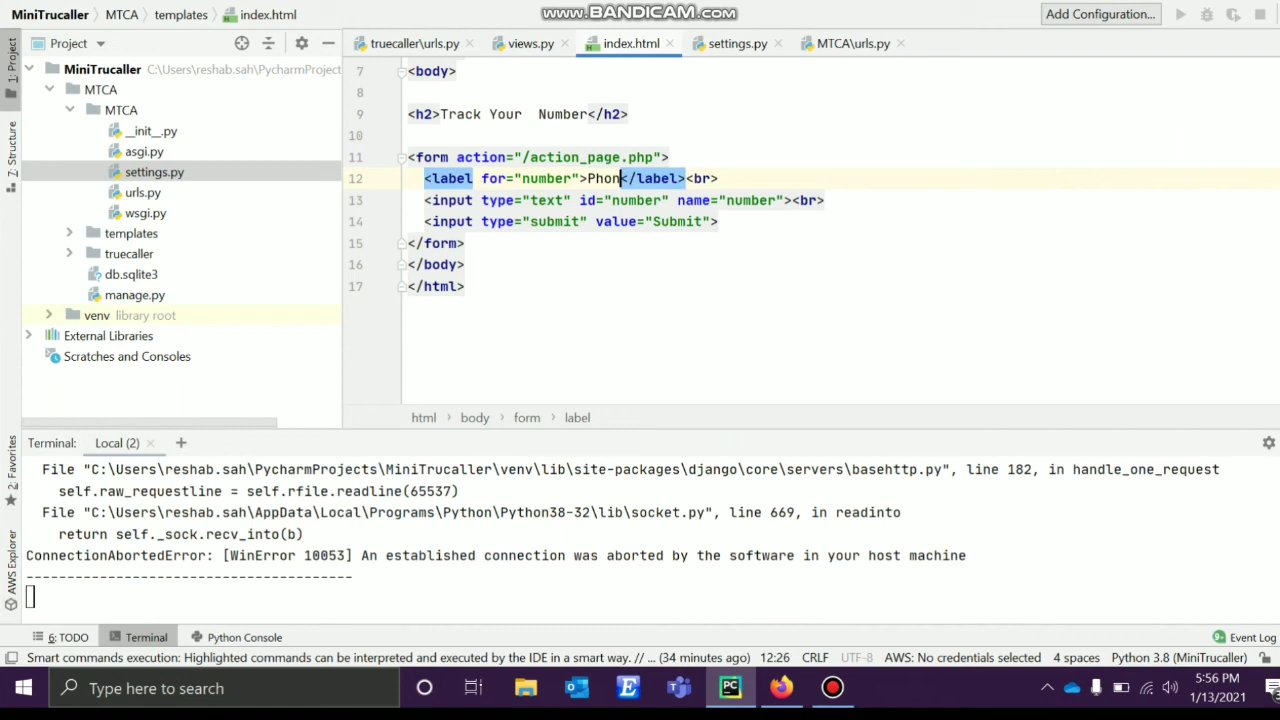 MiniTrucaller MTCA templates index.html
www.BANDICAM.com
Add Configuration...
Project
truecaller\urls.py views.py index.html settings.py MTCA\urls.py
1: Project
Z: Structure
2: Favorites
AWS Explorer
MiniTrucaller C:\Users\reshab.sah\PycharmProject
MTCA
MTCA
__init__.py
asgi.py
settings.py
urls.py
wsgi.py
templates
truecaller
db.sqlite3
manage.py
venv library root
External Libraries
Scratches and Consoles
7 <body>
8
9 <h2>Track Your  Number</h2>
10
11 <form action="/action_page.php">
12 <label for="number">Phon</label><br>
13 <input type="text" id="number" name="number"><br>
14 <input type="submit" value="Submit">
15 </form>
16 </body>
17 </html>
html body form label
Terminal: Local (2)
File "C:\Users\reshab.sah\PycharmProjects\MiniTrucaller\venv\lib\site-packages\django\core\servers\basehttp.py", line 182, in handle_one_request
self.raw_requestline = self.rfile.readline(65537)
File "C:\Users\reshab.sah\AppData\Local\Programs\Python\Python38-32\lib\socket.py", line 669, in readinto
return self._sock.recv_into(b)
ConnectionAbortedError: [WinError 10053] An established connection was aborted by the software in your host machine
----------------------------------------
6: TODO Terminal Python Console 9+ Event Log
Smart commands execution: Highlighted commands can be interpreted and executed by the IDE in a smart way. // ... (34 minutes ago) 12:26 CRLF UTF-8 AWS: No credentials selected 4 spaces Python 3.8 (MiniTrucaller)
Type here to search
5:56 PM
1/13/2021